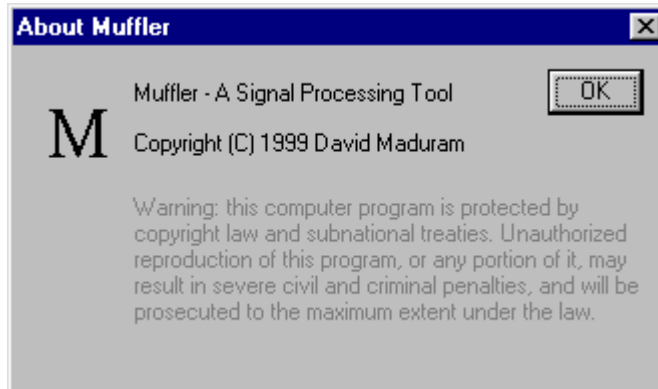 About Muffler
Muffler - A Signal Processing Tool
OK
M
Copyright (C) 1999 David Maduram
Warning: this computer program is protected by
copyright law and subnational treaties. Unauthorized
reproduction of this program, or any portion of it, may
result in severe civil and criminal penalties, and will be
prosecuted to the maximum extent under the law.